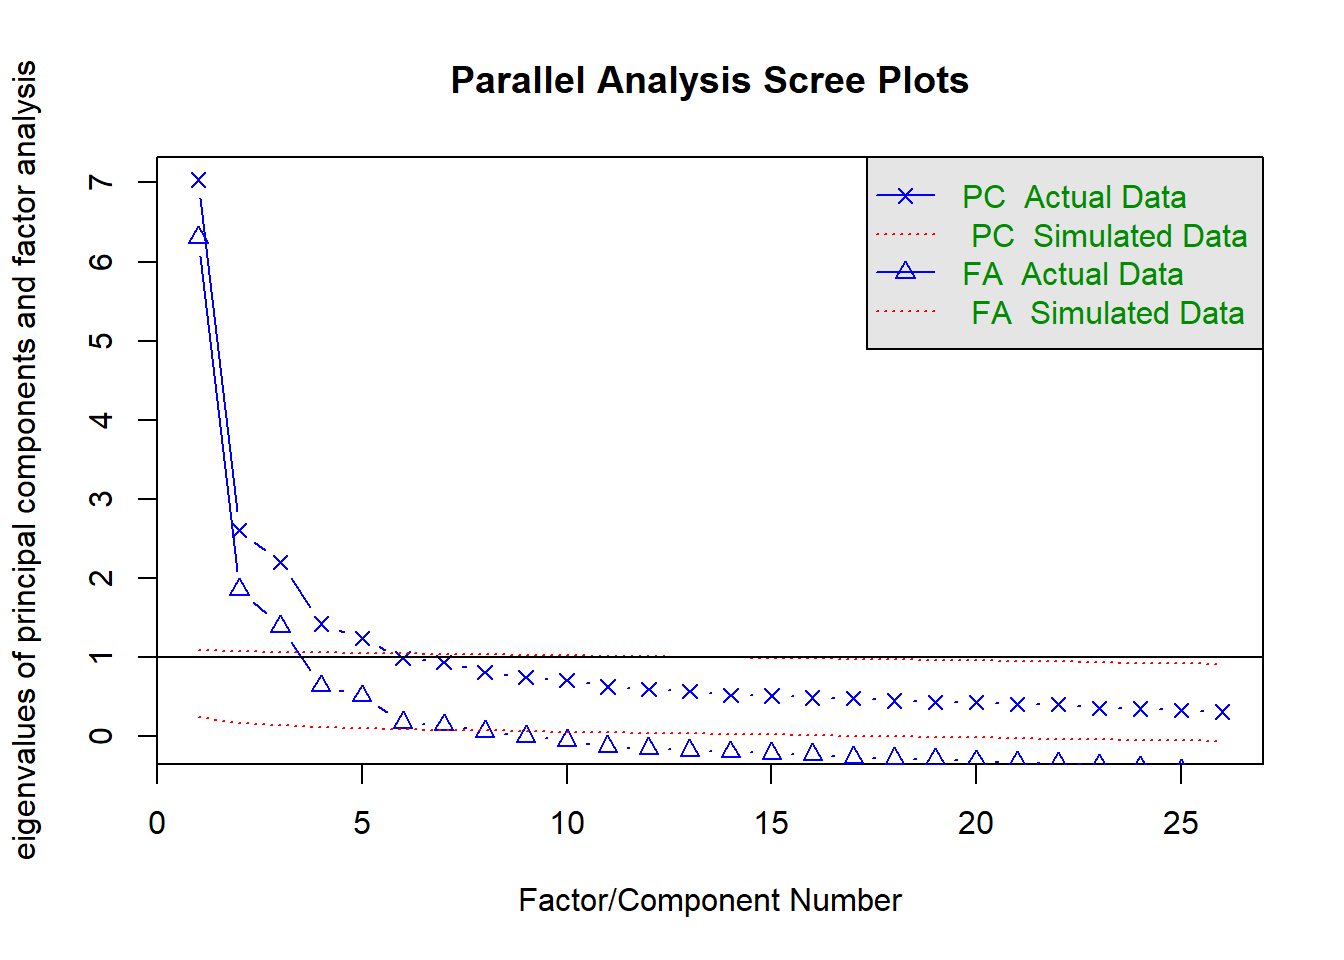 Parallel Analysis Scree Plots
eigenvalues of principal components and factor analysis
7
6
5
4
3
2
1
0
PC Actual Data
PC Simulated Data
FA Actual Data
FA Simulated Data
0 5 10 15 20 25
Factor/Component Number